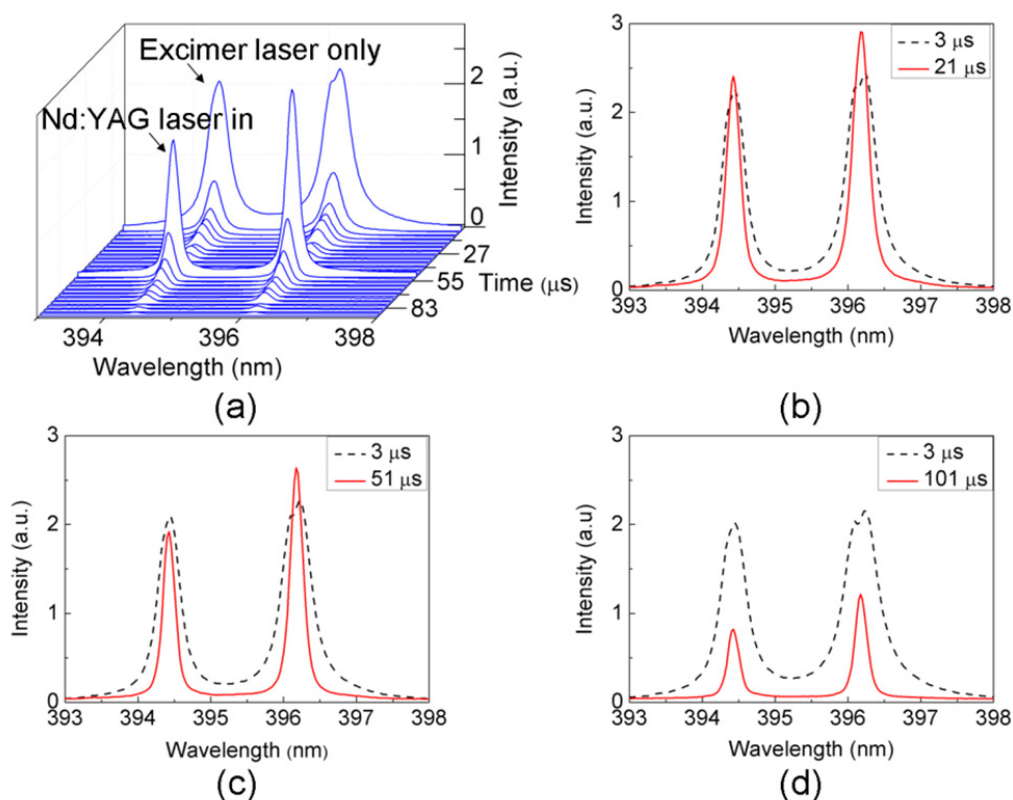 Excimer laser only
Nd:YAG laser in
2
1
0
Intensity (a.u.)
27
55
83
Time (μs)
394
396
398
Wavelength (nm)
(a)
3
2
1
0
Intensity (a.u.)
3 μs
21 μs
393
394
395
396
397
398
Wavelength (nm)
(b)
3
2
1
0
Intensity (a.u.)
3 μs
51 μs
393
394
395
396
397
398
Wavelength (nm)
(c)
3
2
1
0
Intensity (a.u)
3 μs
101 μs
393
394
395
396
397
398
Wavelength (nm)
(d)